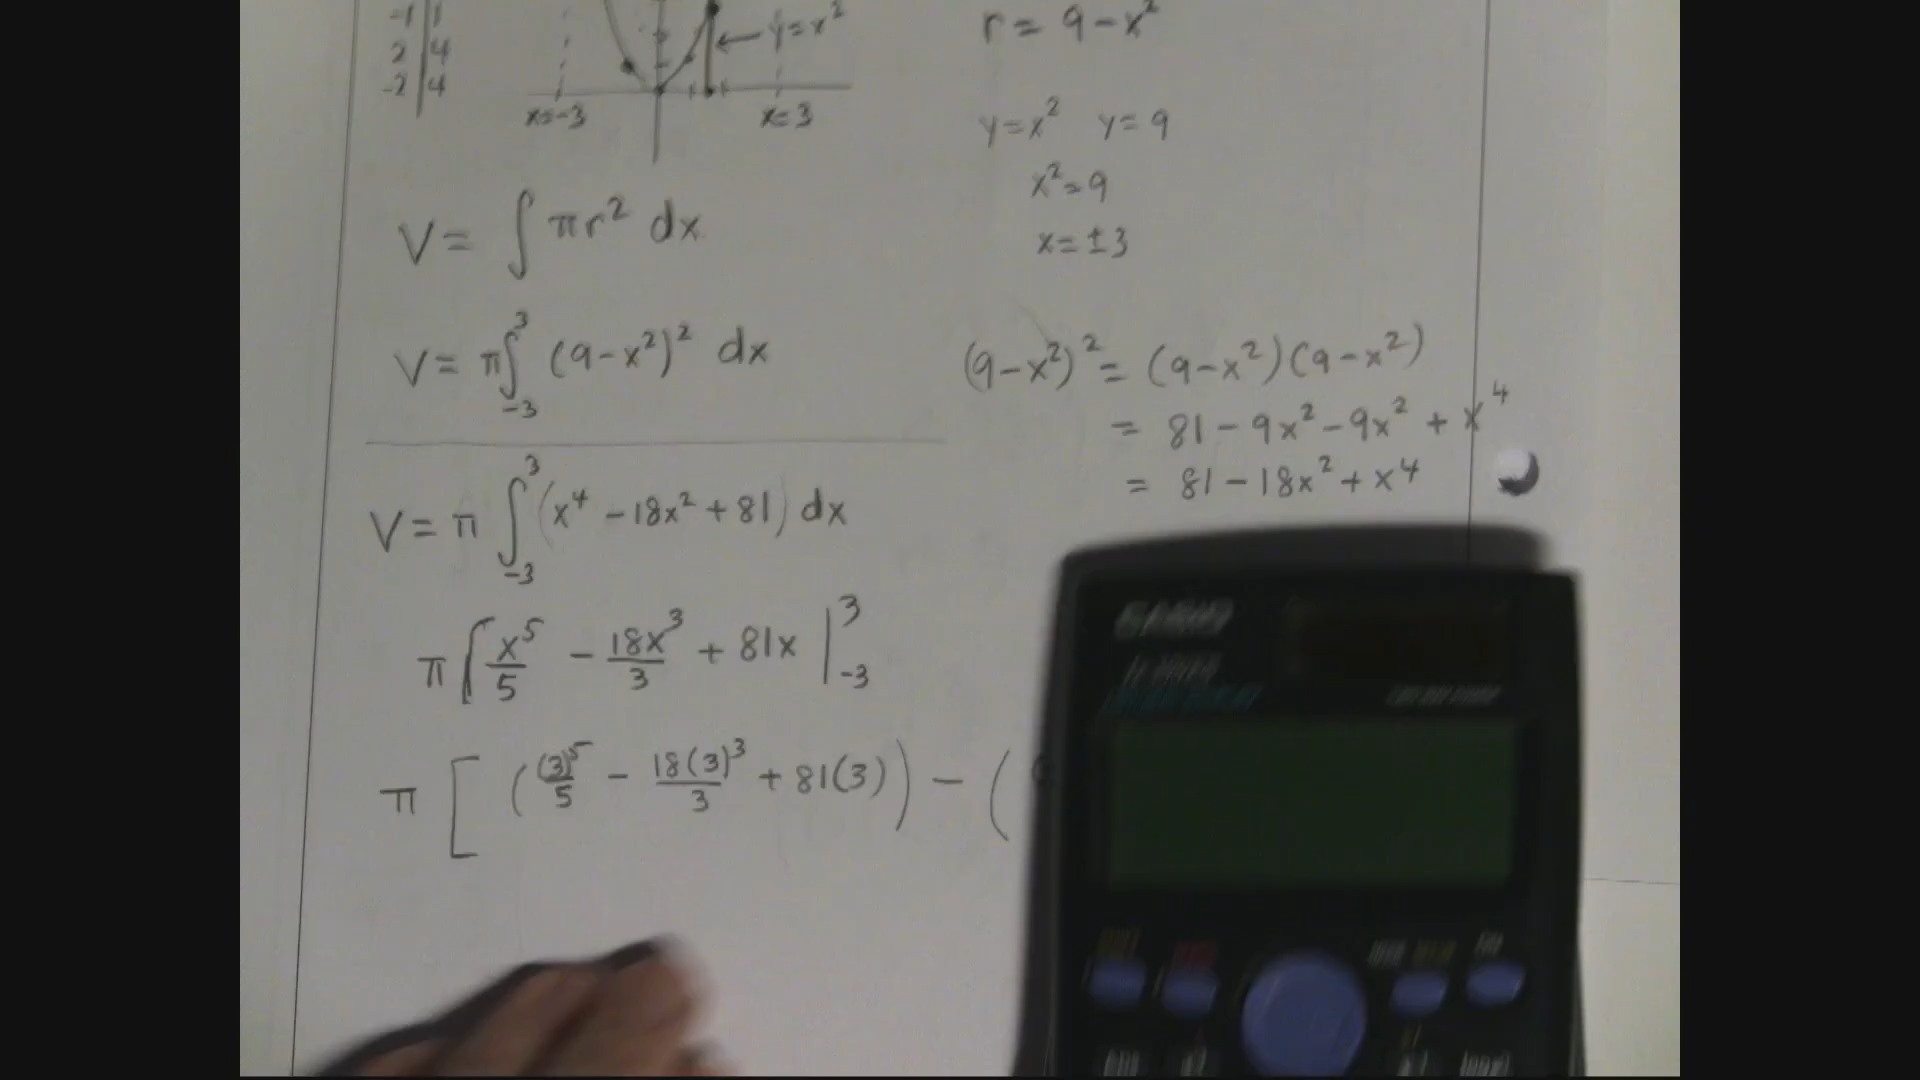 -1 | 1
2 | 4
-2 | 4
y=x²
x=-3
x=3
r = 9-x²
y=x² y=9
x²=9
x=±3
V= ∫ πr² dx
V= π∫₋₃³ (9-x²)² dx
(9-x²)² = (9-x²)(9-x²)
= 81-9x²-9x²+x⁴
= 81-18x²+x⁴
V= π ∫₋₃³ (x⁴-18x²+81) dx
π[x⁵/5 - 18x³/3 + 81x |₋₃³
π [ ((3)⁵/5 - 18(3)³/3 + 81(3)) - (
CASIO